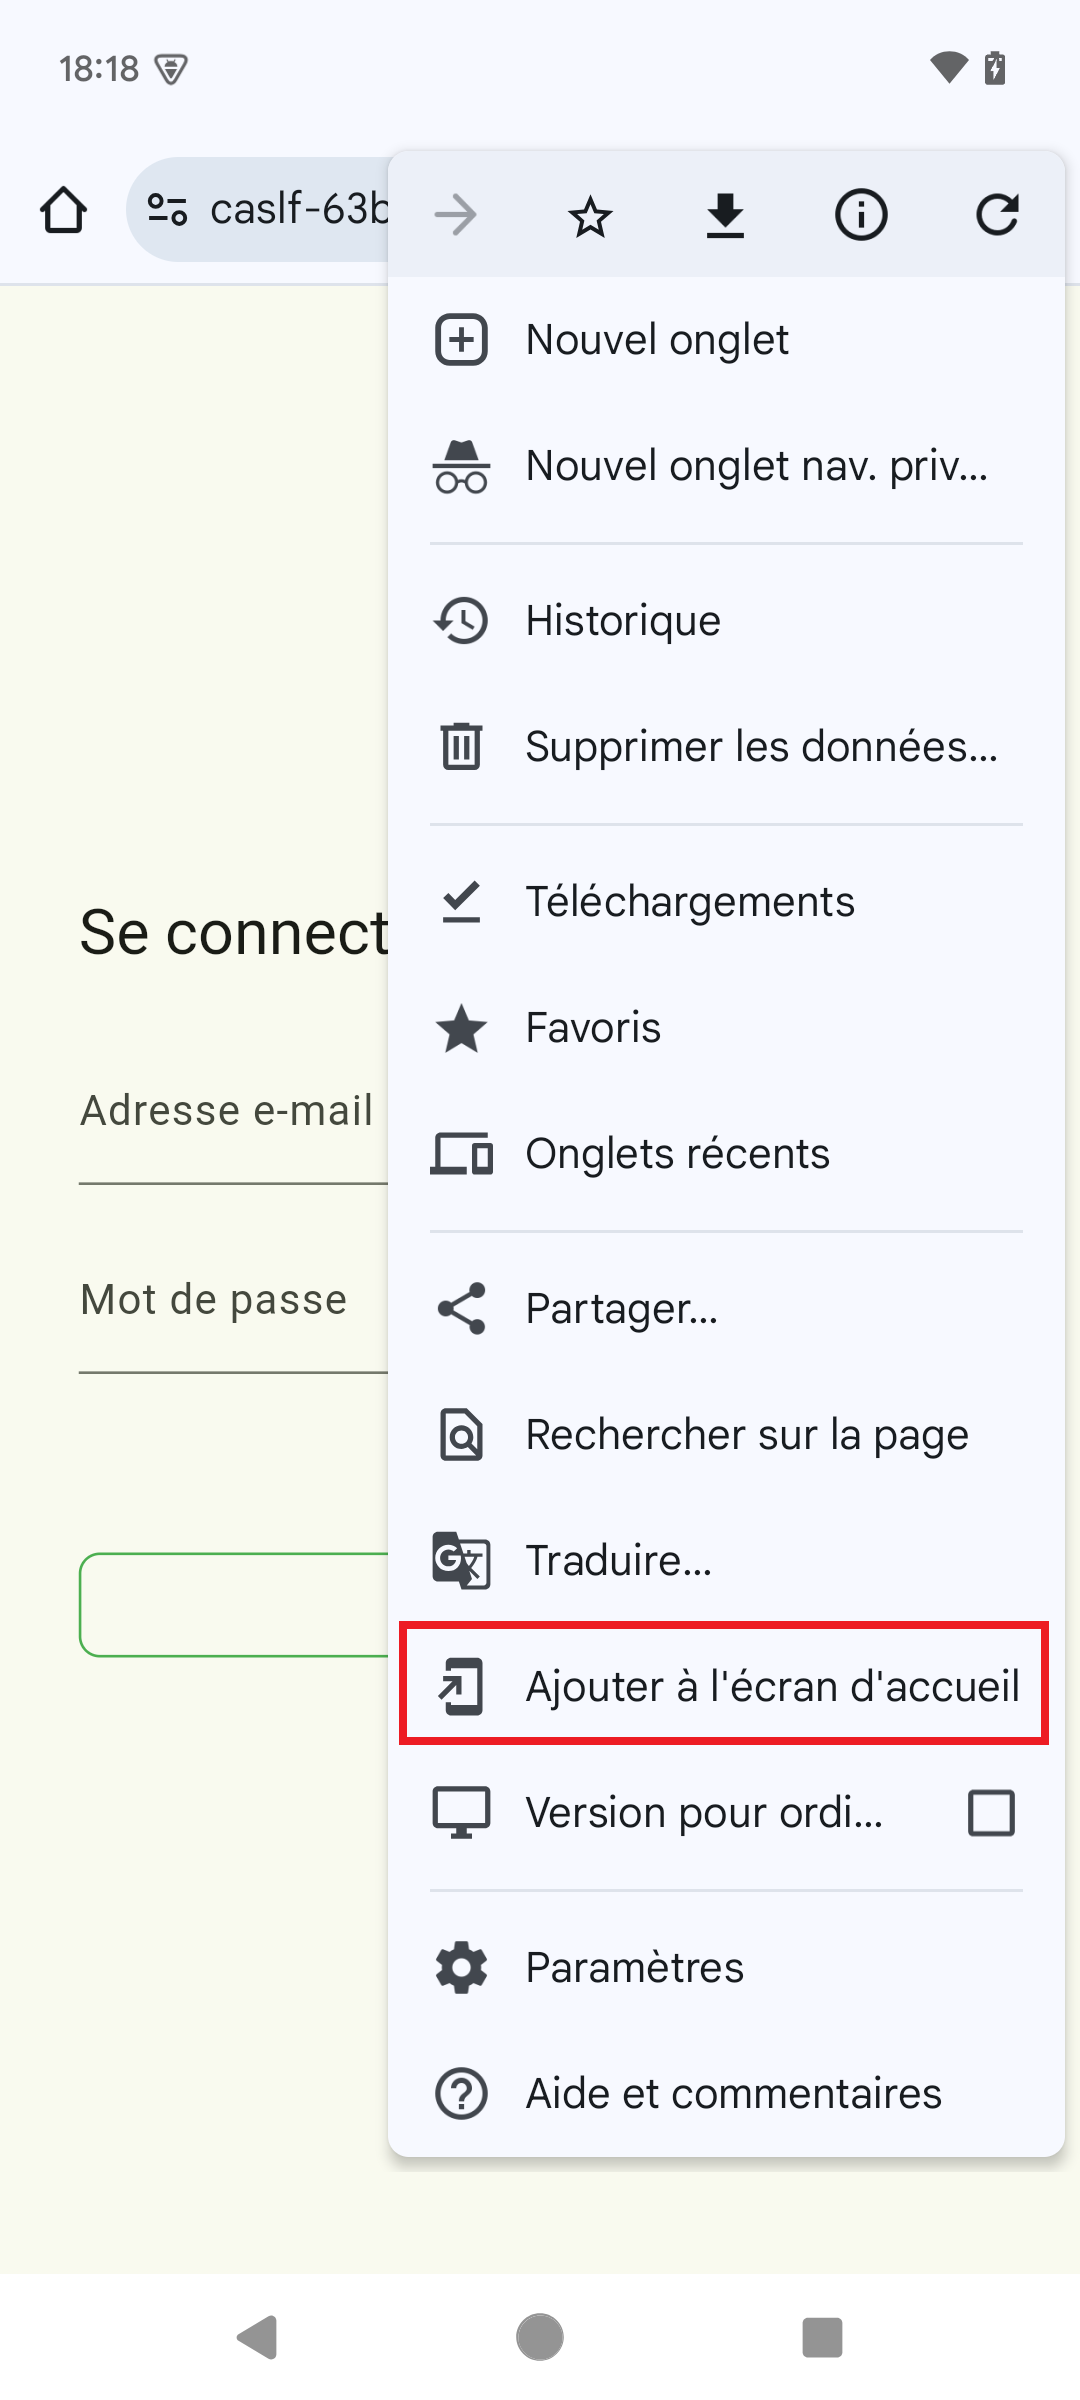 18:18
caslf-63b
Nouvel onglet
Nouvel onglet nav. priv...
Historique
Supprimer les données...
Téléchargements
Se connect
Favoris
Adresse e-mail
Onglets récents
Mot de passe
Partager...
Rechercher sur la page
Traduire...
Ajouter à l'écran d'accueil
Version pour ordi...
Paramètres
Aide et commentaires